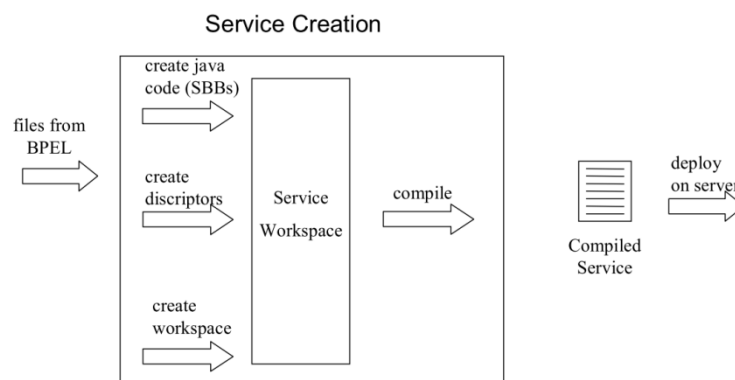 Service Creation
create java
code (SBBs)
files from
BPEL
create
discriptors
Service
Workspace
compile
create
workspace
Compiled
Service
deploy
on server